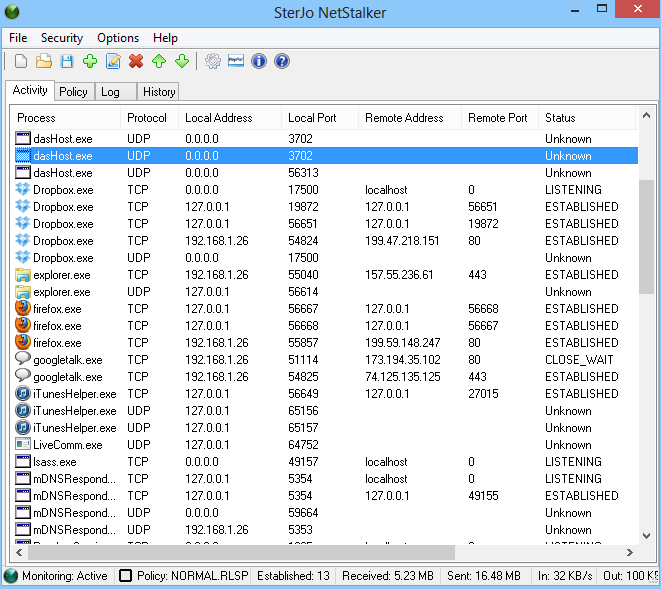 SterJo NetStalker
File Security Options Help
PayPal
Activity Policy Log History
Process Protocol Local Address Local Port Remote Address Remote Port Status
dasHost.exe UDP 0.0.0.0 3702 Unknown
dasHost.exe UDP 0.0.0.0 3702 Unknown
dasHost.exe UDP 0.0.0.0 56313 Unknown
Dropbox.exe TCP 0.0.0.0 17500 localhost 0 LISTENING
Dropbox.exe TCP 127.0.0.1 19872 127.0.0.1 56651 ESTABLISHED
Dropbox.exe TCP 127.0.0.1 56651 127.0.0.1 19872 ESTABLISHED
Dropbox.exe TCP 192.168.1.26 54824 199.47.218.151 80 ESTABLISHED
Dropbox.exe UDP 0.0.0.0 17500 Unknown
explorer.exe TCP 192.168.1.26 55040 157.55.236.61 443 ESTABLISHED
explorer.exe UDP 127.0.0.1 56614 Unknown
firefox.exe TCP 127.0.0.1 56667 127.0.0.1 56668 ESTABLISHED
firefox.exe TCP 127.0.0.1 56668 127.0.0.1 56667 ESTABLISHED
firefox.exe TCP 192.168.1.26 55857 199.59.148.247 80 ESTABLISHED
googletalk.exe TCP 192.168.1.26 51114 173.194.35.102 80 CLOSE_WAIT
googletalk.exe TCP 192.168.1.26 54825 74.125.135.125 443 ESTABLISHED
iTunesHelper.exe TCP 127.0.0.1 56649 127.0.0.1 27015 ESTABLISHED
iTunesHelper.exe UDP 127.0.0.1 65156 Unknown
iTunesHelper.exe UDP 127.0.0.1 65157 Unknown
LiveComm.exe UDP 127.0.0.1 64752 Unknown
lsass.exe TCP 0.0.0.0 49157 localhost 0 LISTENING
mDNSRespond... TCP 127.0.0.1 5354 localhost 0 LISTENING
mDNSRespond... TCP 127.0.0.1 5354 127.0.0.1 49155 ESTABLISHED
mDNSRespond... UDP 0.0.0.0 59664 Unknown
mDNSRespond... UDP 192.168.1.26 5353 Unknown
Monitoring: Active Policy: NORMAL.RLSP Established: 13 Received: 5.23 MB Sent: 16.48 MB In: 32 KB/s Out: 100 K